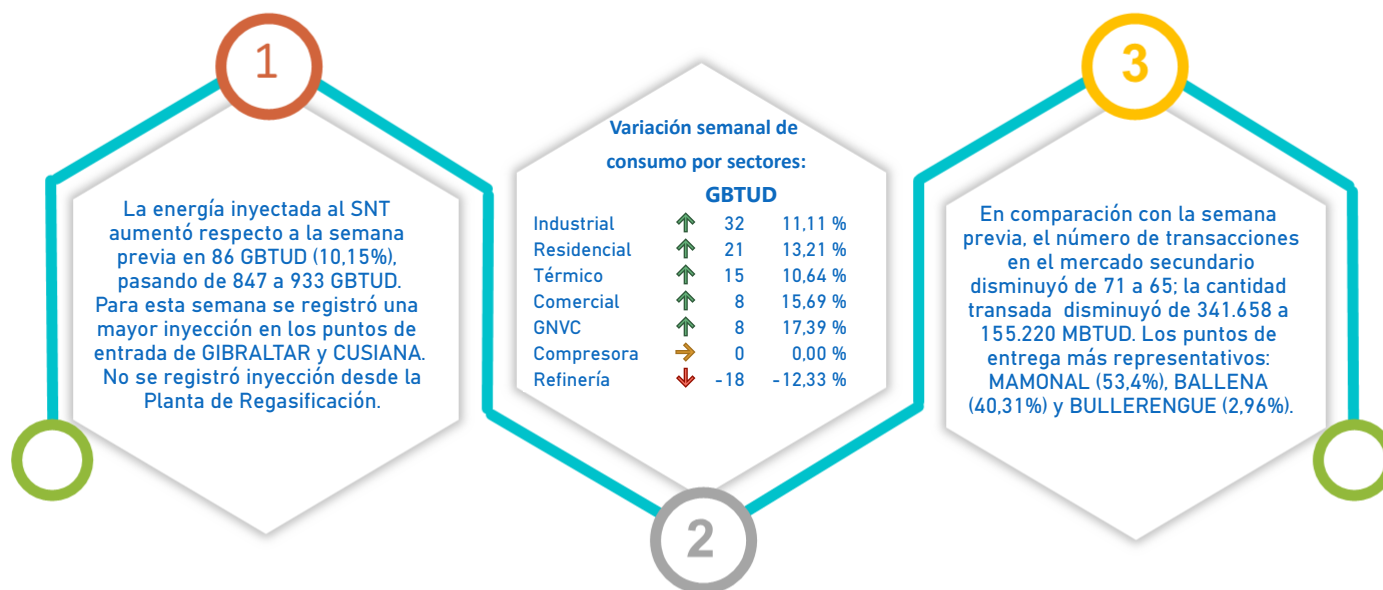 1
La energía inyectada al SNT
aumentó respecto a la semana
previa en 86 GBTUD (10,15%),
pasando de 847 a 933 GBTUD.
Para esta semana se registró una
mayor inyección en los puntos de
entrada de GIBRALTAR y CUSIANA.
No se registró inyección desde la
Planta de Regasificación.
Variación semanal de
consumo por sectores:
GBTUD
Industrial 32 11,11 %
Residencial 21 13,21 %
Térmico 15 10,64 %
Comercial 8 15,69 %
GNVC 8 17,39 %
Compresora 0 0,00 %
Refinería -18 -12,33 %
2
3
En comparación con la semana
previa, el número de transacciones
en el mercado secundario
disminuyó de 71 a 65; la cantidad
transada disminuyó de 341.658 a
155.220 MBTUD. Los puntos de
entrega más representativos:
MAMONAL (53,4%), BALLENA
(40,31%) y BULLERENGUE (2,96%).